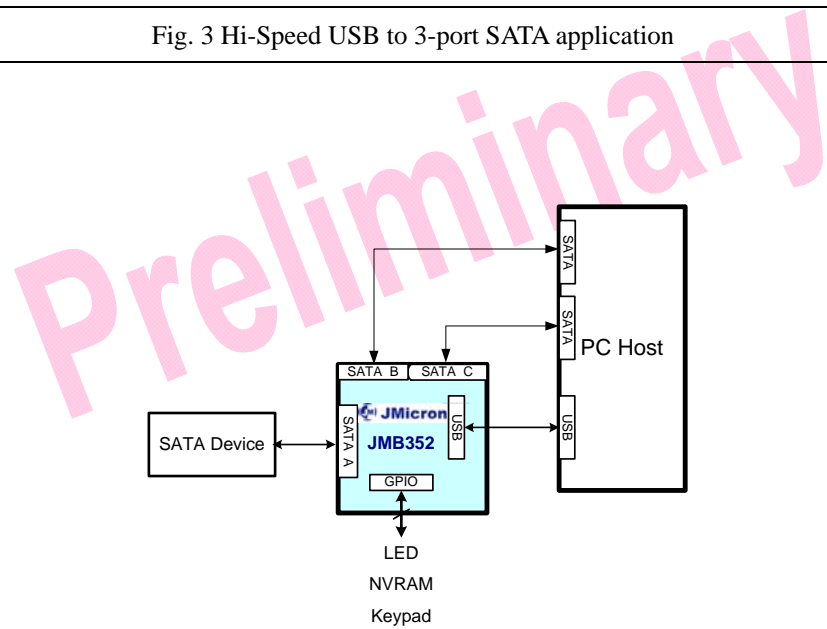 Fig. 3 Hi-Speed USB to 3-port SATA application
Preliminary
SATA
SATA
PC Host
USB
SATA B
SATA C
JMicron
JMB352
SATA A
USB
GPIO
SATA Device
LED
NVRAM
Keypad